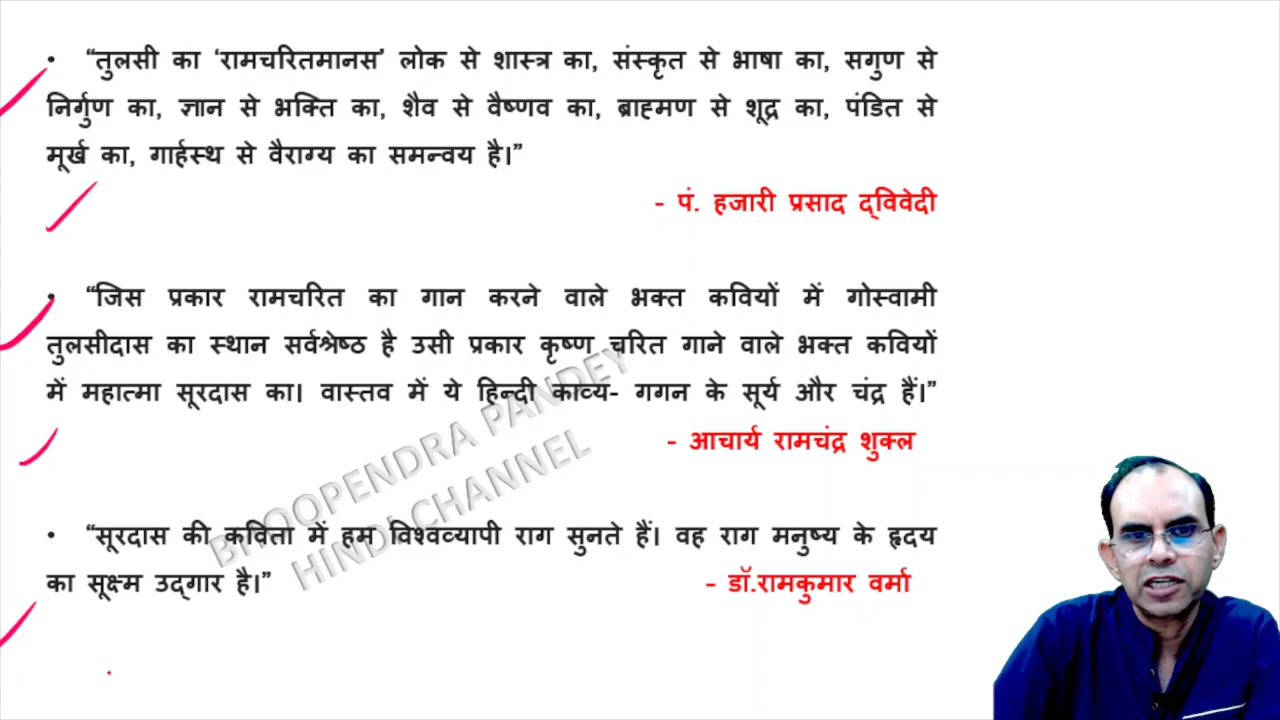 • “तुलसी का ‘रामचरितमानस’ लोक से शास्त्र का, संस्कृत से भाषा का, सगुण से
निर्गुण का, ज्ञान से भक्ति का, शैव से वैष्णव का, ब्राह्मण से शूद्र का, पंडित से
मूर्ख का, गार्हस्थ से वैराग्य का समन्वय है।”
- पं. हजारी प्रसाद द्विवेदी
• “जिस प्रकार रामचरित का गान करने वाले भक्त कवियों में गोस्वामी
तुलसीदास का स्थान सर्वश्रेष्ठ है उसी प्रकार कृष्ण चरित गाने वाले भक्त कवियों
में महात्मा सूरदास का। वास्तव में ये हिन्दी काव्य- गगन के सूर्य और चंद्र हैं।”
- आचार्य रामचंद्र शुक्ल
BHOOPENDRA PANDEY
HINDI CHANNEL
• “सूरदास की कविता में हम विश्वव्यापी राग सुनते हैं। वह राग मनुष्य के हृदय
का सूक्ष्म उद्गार है।”
- डॉ.रामकुमार वर्मा